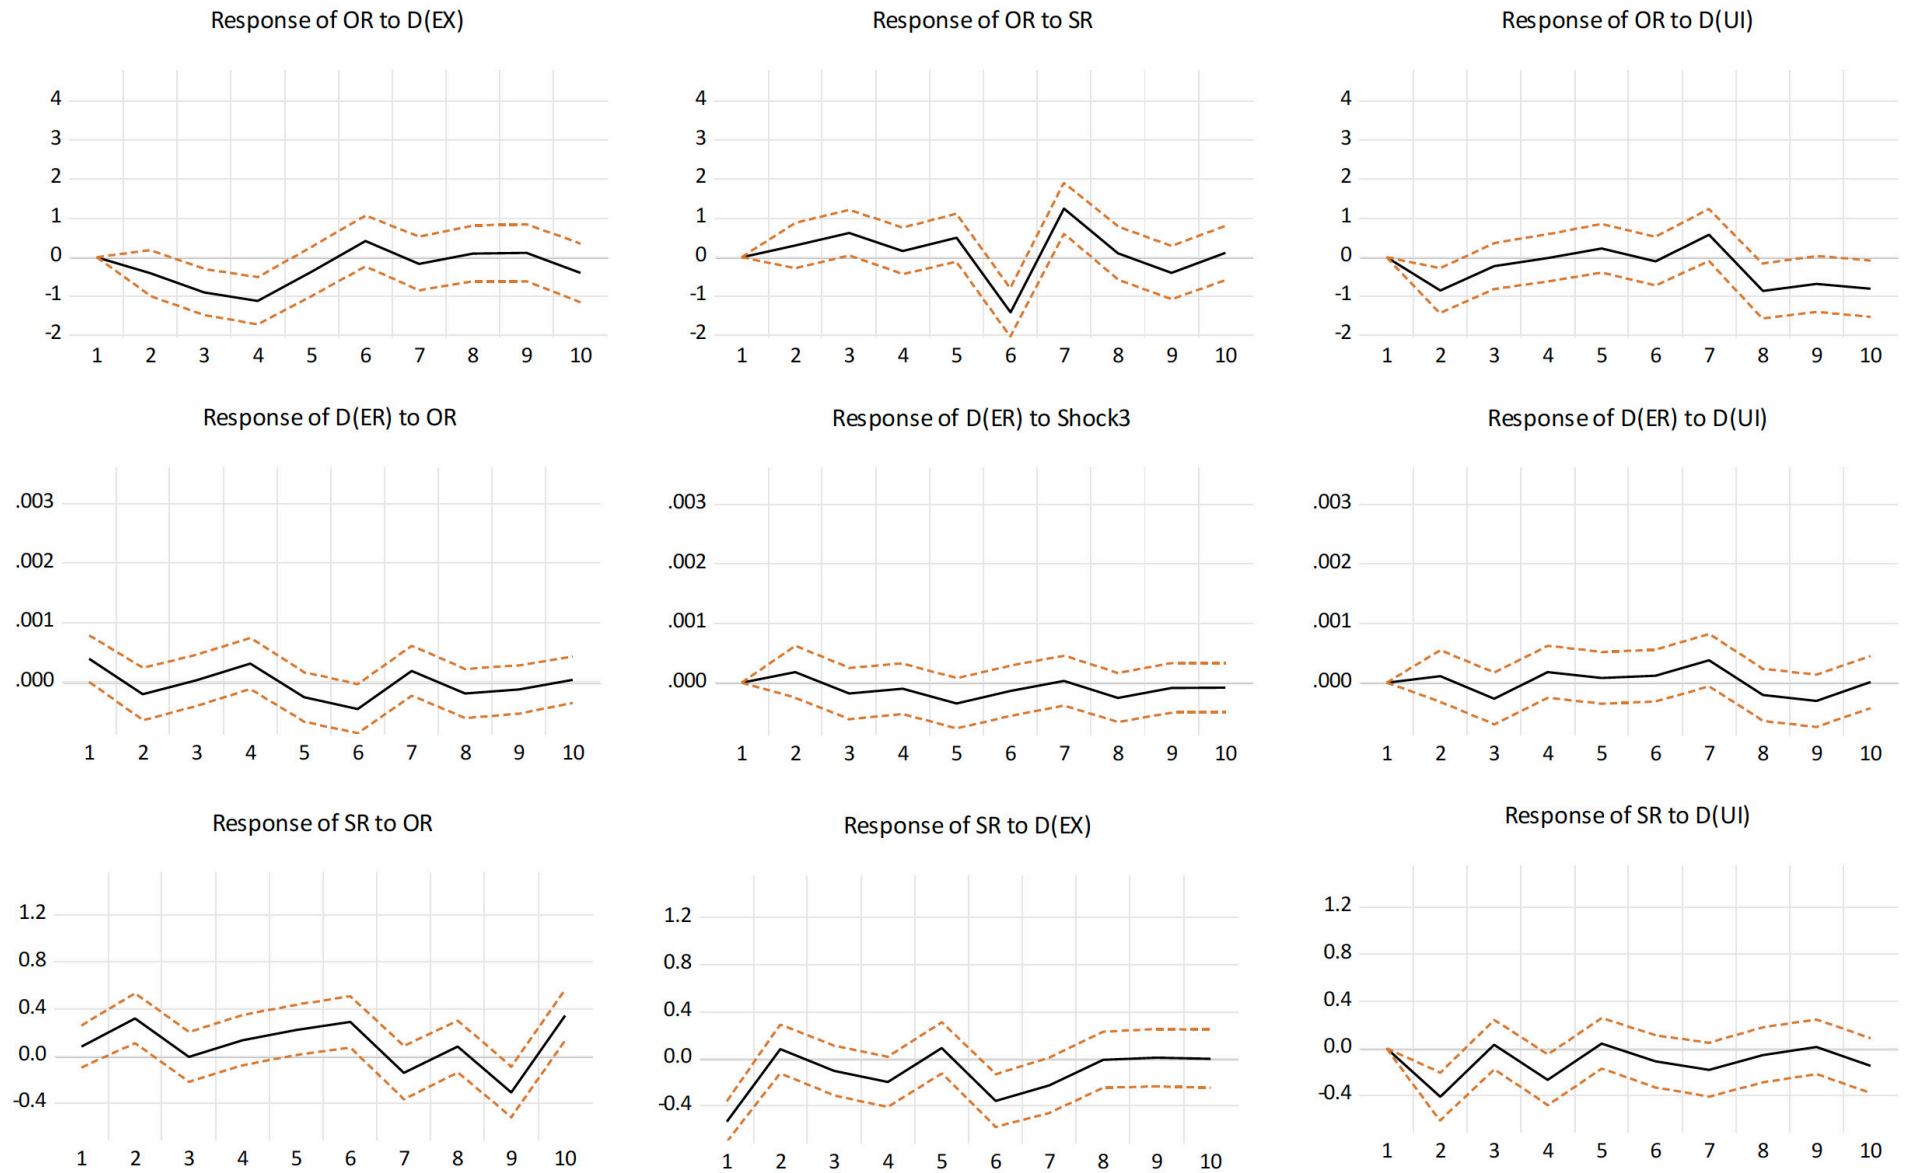 Response of OR to D(EX)
4
3
2
1
0
-1
-2
1 2 3 4 5 6 7 8 9 10
Response of OR to SR
4
3
2
1
0
-1
-2
1 2 3 4 5 6 7 8 9 10
Response of OR to D(UI)
4
3
2
1
0
-1
-2
1 2 3 4 5 6 7 8 9 10
Response of D(ER) to OR
.003
.002
.001
.000
1 2 3 4 5 6 7 8 9 10
Response of D(ER) to Shock3
.003
.002
.001
.000
1 2 3 4 5 6 7 8 9 10
Response of D(ER) to D(UI)
.003
.002
.001
.000
1 2 3 4 5 6 7 8 9 10
Response of SR to OR
1.2
0.8
0.4
0.0
-0.4
1 2 3 4 5 6 7 8 9 10
Response of SR to D(EX)
1.2
0.8
0.4
0.0
-0.4
1 2 3 4 5 6 7 8 9 10
Response of SR to D(UI)
1.2
0.8
0.4
0.0
-0.4
1 2 3 4 5 6 7 8 9 10